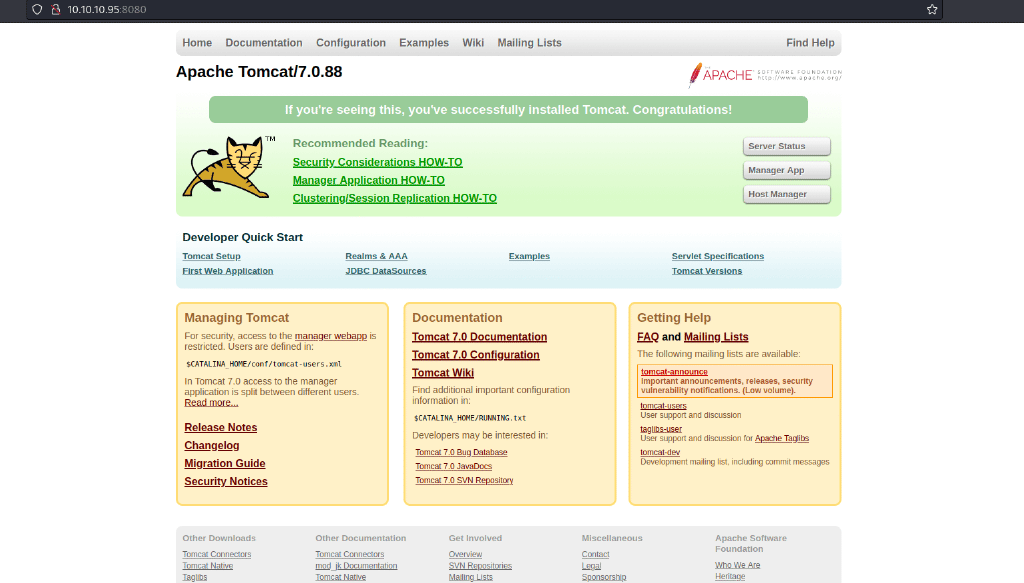 10.10.10.95:8080
Home Documentation Configuration Examples Wiki Mailing Lists Find Help
Apache Tomcat/7.0.88
THE APACHE SOFTWARE FOUNDATION
http://www.apache.org/
If you're seeing this, you've successfully installed Tomcat. Congratulations!
TM
Recommended Reading:
Security Considerations HOW-TO
Manager Application HOW-TO
Clustering/Session Replication HOW-TO
Server Status
Manager App
Host Manager
Developer Quick Start
Tomcat Setup
First Web Application
Realms & AAA
JDBC DataSources
Examples
Servlet Specifications
Tomcat Versions
Managing Tomcat
For security, access to the manager webapp is
restricted. Users are defined in:
$CATALINA_HOME/conf/tomcat-users.xml
In Tomcat 7.0 access to the manager
application is split between different users.
Read more...
Release Notes
Changelog
Migration Guide
Security Notices
Documentation
Tomcat 7.0 Documentation
Tomcat 7.0 Configuration
Tomcat Wiki
Find additional important configuration
information in:
$CATALINA_HOME/RUNNING.txt
Developers may be interested in:
Tomcat 7.0 Bug Database
Tomcat 7.0 JavaDocs
Tomcat 7.0 SVN Repository
Getting Help
FAQ and Mailing Lists
The following mailing lists are available:
tomcat-announce
Important announcements, releases, security
vulnerability notifications. (Low volume).
tomcat-users
User support and discussion
taglibs-user
User support and discussion for Apache Taglibs
tomcat-dev
Development mailing list, including commit messages
Other Downloads
Tomcat Connectors
Tomcat Native
Taglibs
Other Documentation
Tomcat Connectors
mod_jk Documentation
Tomcat Native
Get Involved
Overview
SVN Repositories
Mailing Lists
Miscellaneous
Contact
Legal
Sponsorship
Apache Software
Foundation
Who We Are
Heritage